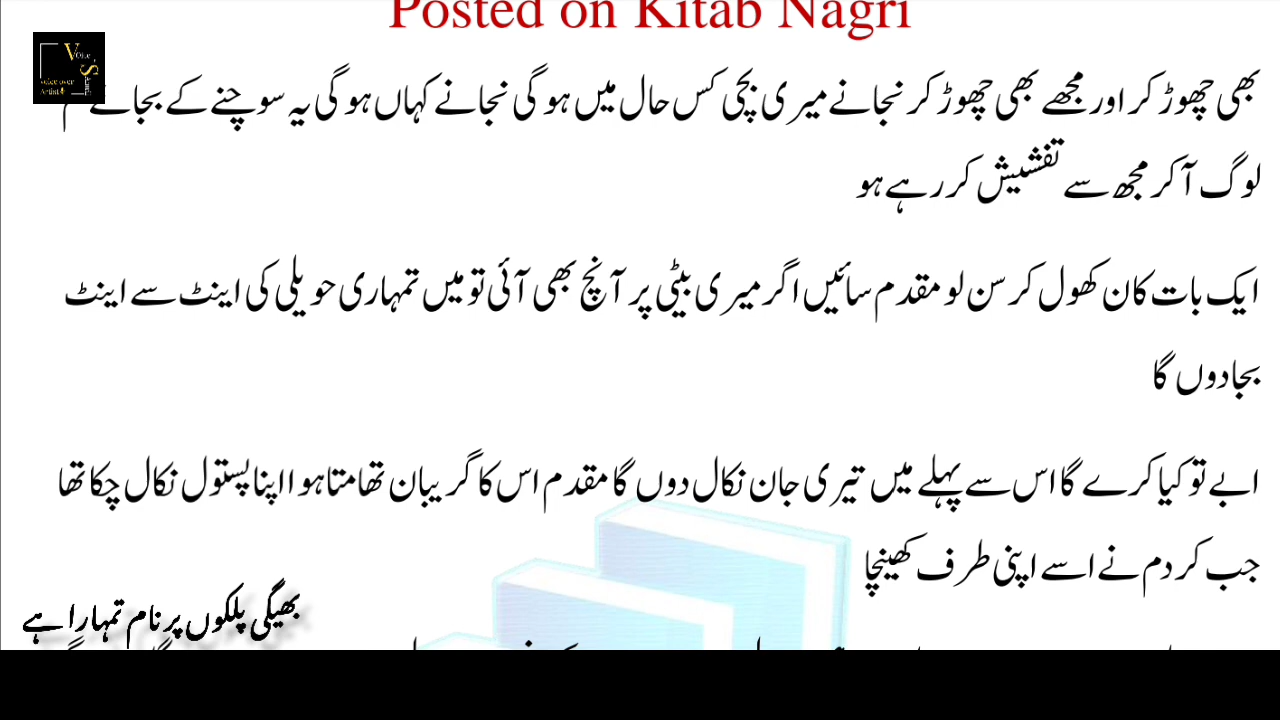 Posted on Kitab Nagri
Voice
بھی چھوڑ کر اور مجھے بھی چھوڑ کر نجانے میری بچی کس حال میں ہوگی نجانے کہاں ہوگی یہ سوچنے کے بجائے تم
لوگ آکر مجھ سے تفشیش کر رہے ہو
ایک بات کان کھول کر سن لو مقدم سائیں اگر میری بیٹی پر آنچ بھی آئی تو میں تمہاری حویلی کی اینٹ سے اینٹ
بجادوں گا
ابے تو کیا کرے گا اس سے پہلے میں تیری جان نکال دوں گا مقدم اس کا گریبان تھامتا ہوا اپنا پستول نکال چکا تھا
جب کردم نے اسے اپنی طرف کھینچا
بھیگی پلکوں پر نام تمہارا ہے